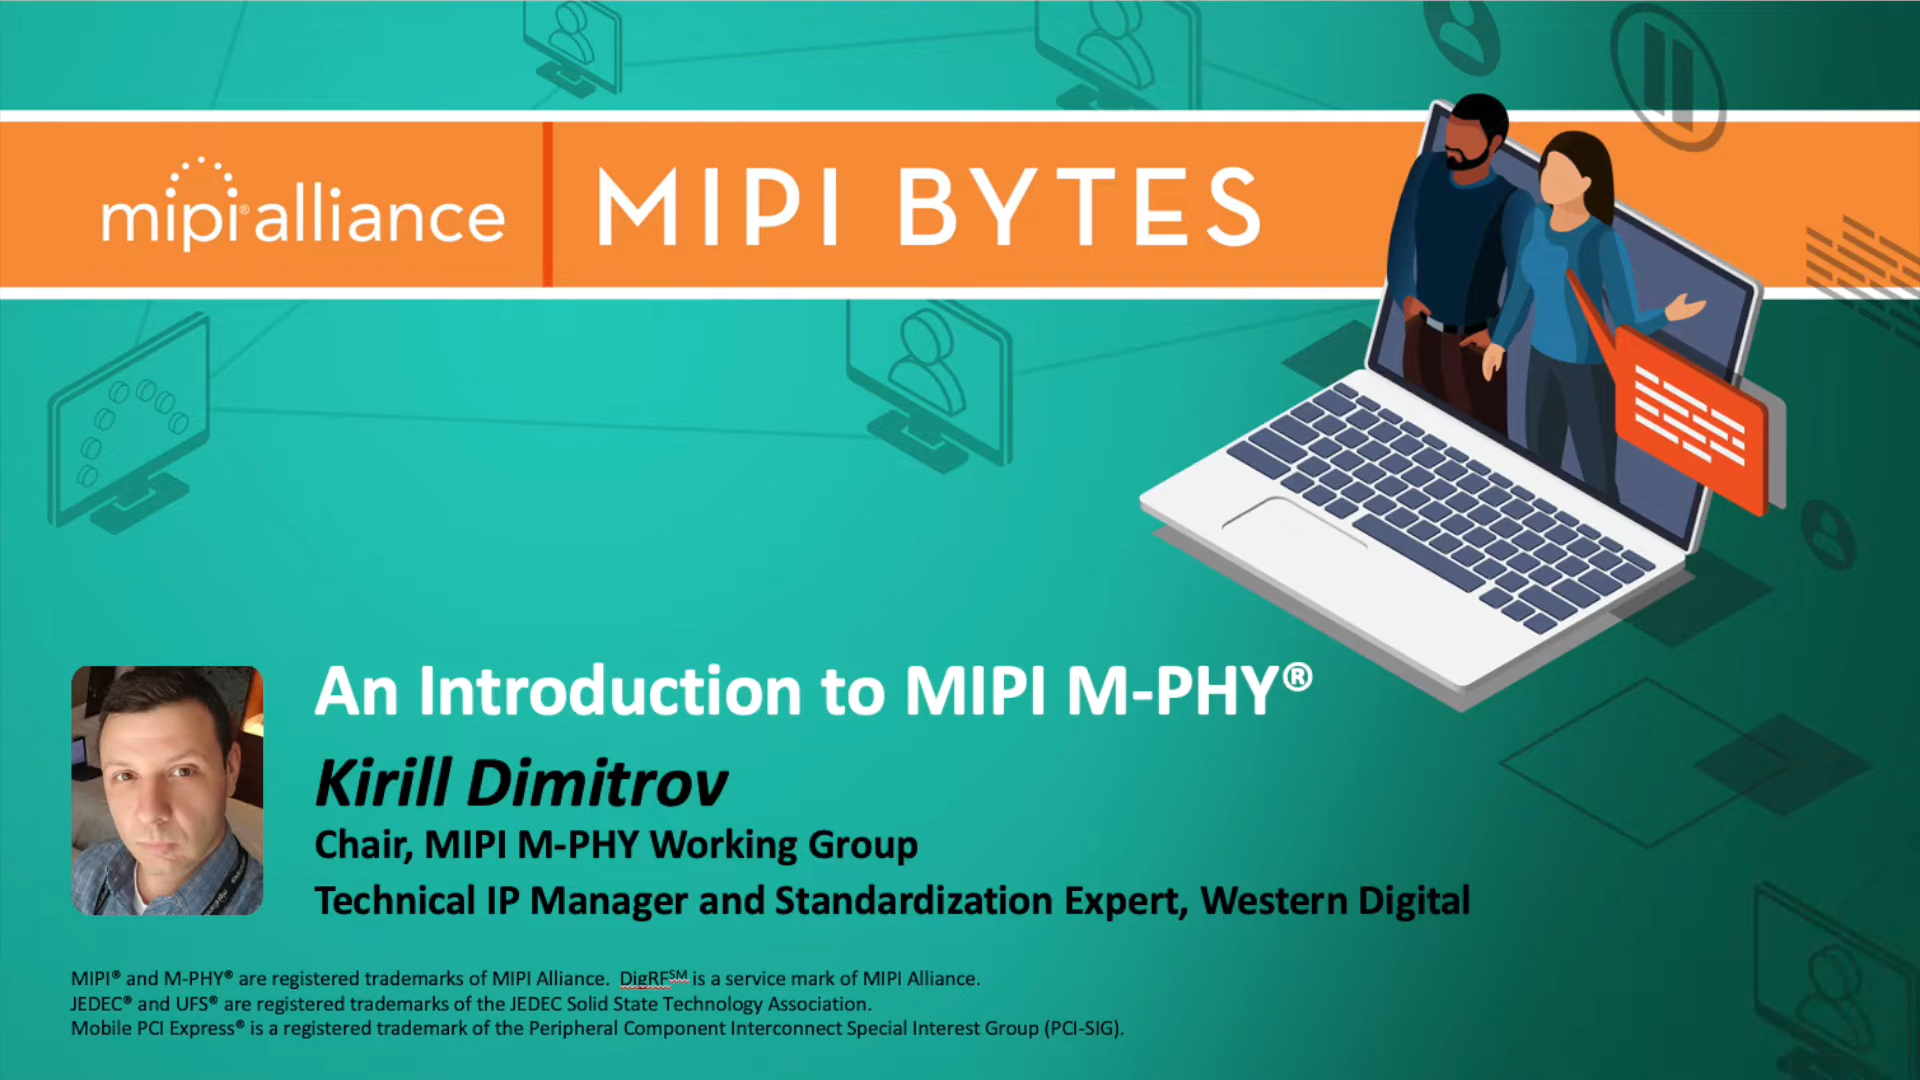 mipi® alliance
MIPI BYTES
An Introduction to MIPI M-PHY®
Kirill Dimitrov
Chair, MIPI M-PHY Working Group
Technical IP Manager and Standardization Expert, Western Digital
MIPI® and M-PHY® are registered trademarks of MIPI Alliance.  DigRF℠ is a service mark of MIPI Alliance.
JEDEC® and UFS® are registered trademarks of the JEDEC Solid State Technology Association.
Mobile PCI Express® is a registered trademark of the Peripheral Component Interconnect Special Interest Group (PCI-SIG).